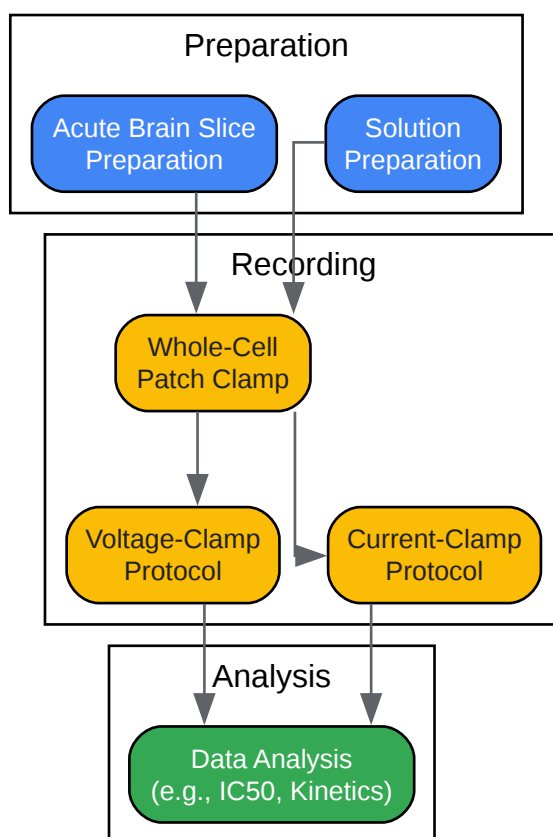 Preparation
Acute Brain Slice
Preparation
Solution
Preparation
Recording
Whole-Cell
Patch Clamp
Voltage-Clamp
Protocol
Current-Clamp
Protocol
Analysis
Data Analysis
(e.g., IC50, Kinetics)